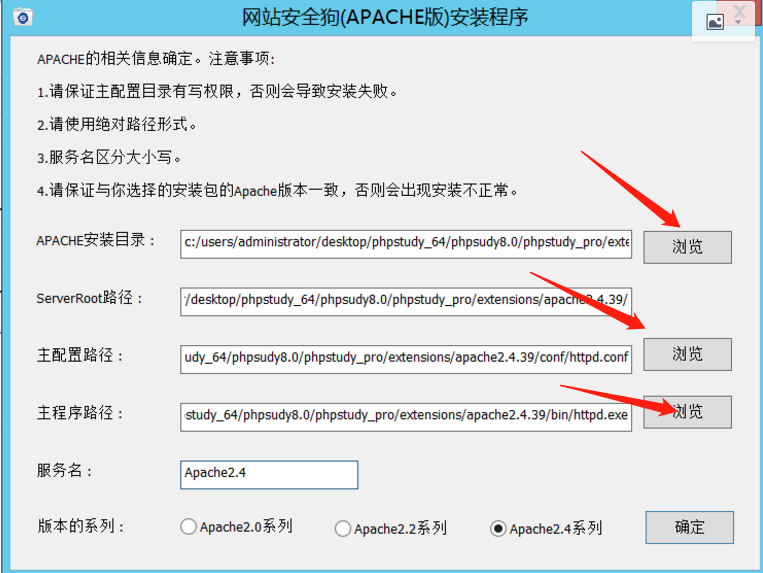 网站安全狗(APACHE版)安装程序
APACHE的相关信息确定。注意事项:
1.请保证主配置目录有写权限，否则会导致安装失败。
2.请使用绝对路径形式。
3.服务名区分大小写。
4.请保证与你选择的安装包的Apache版本一致，否则会出现安装不正常。
APACHE安装目录： c:/users/administrator/desktop/phpstudy_64/phpsudy8.0/phpstudy_pro/exte 浏览
ServerRoot路径： /desktop/phpstudy_64/phpsudy8.0/phpstudy_pro/extensions/apache2.4.39/
主配置路径： udy_64/phpsudy8.0/phpstudy_pro/extensions/apache2.4.39/conf/httpd.conf 浏览
主程序路径： study_64/phpsudy8.0/phpstudy_pro/extensions/apache2.4.39/bin/httpd.exe 浏览
服务名： Apache2.4
版本的系列： Apache2.0系列 Apache2.2系列 Apache2.4系列 确定